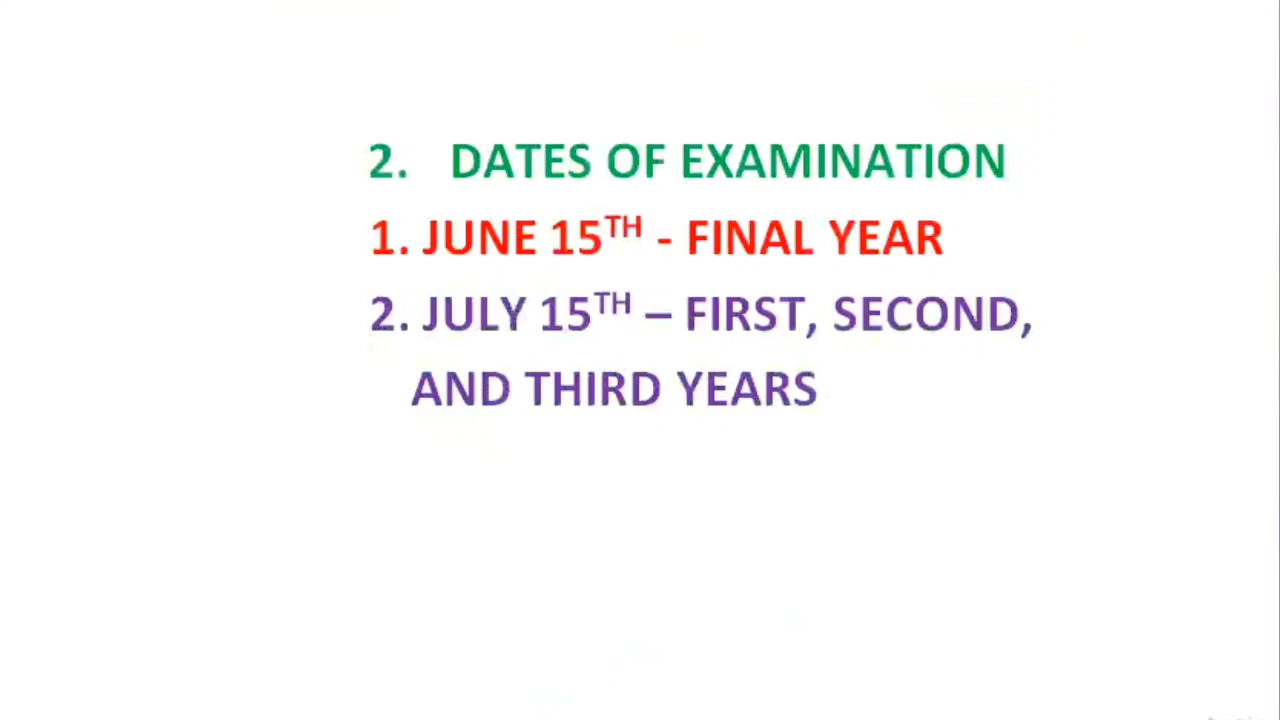 2. DATES OF EXAMINATION
1. JUNE 15TH - FINAL YEAR
2. JULY 15TH – FIRST, SECOND,
AND THIRD YEARS